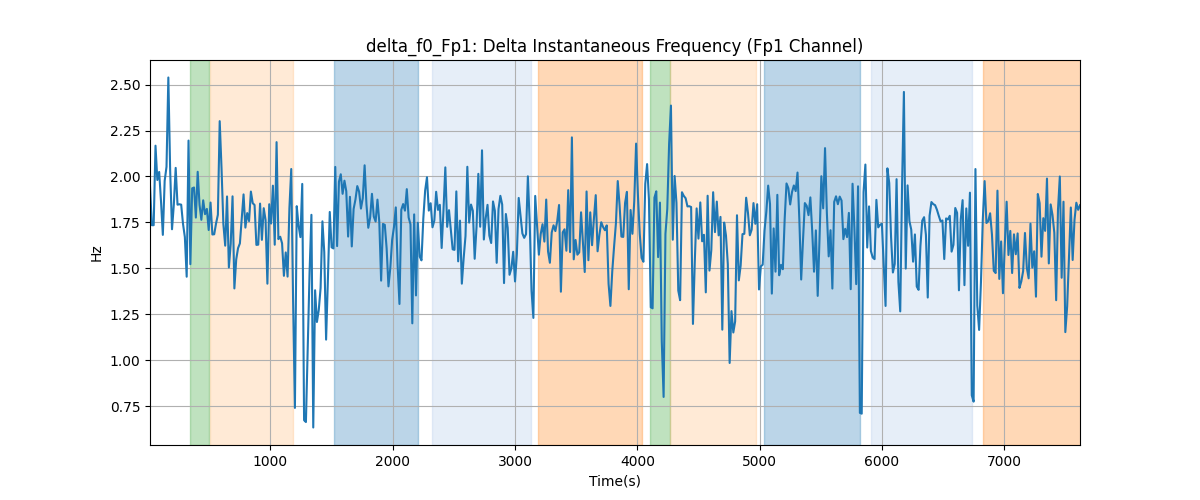 delta_f0_Fp1: Delta Instantaneous Frequency (Fp1 Channel)
2.50
2.25
2.00
1.75
1.50
1.25
1.00
0.75
Hz
1000 2000 3000 4000 5000 6000 7000
Time(s)